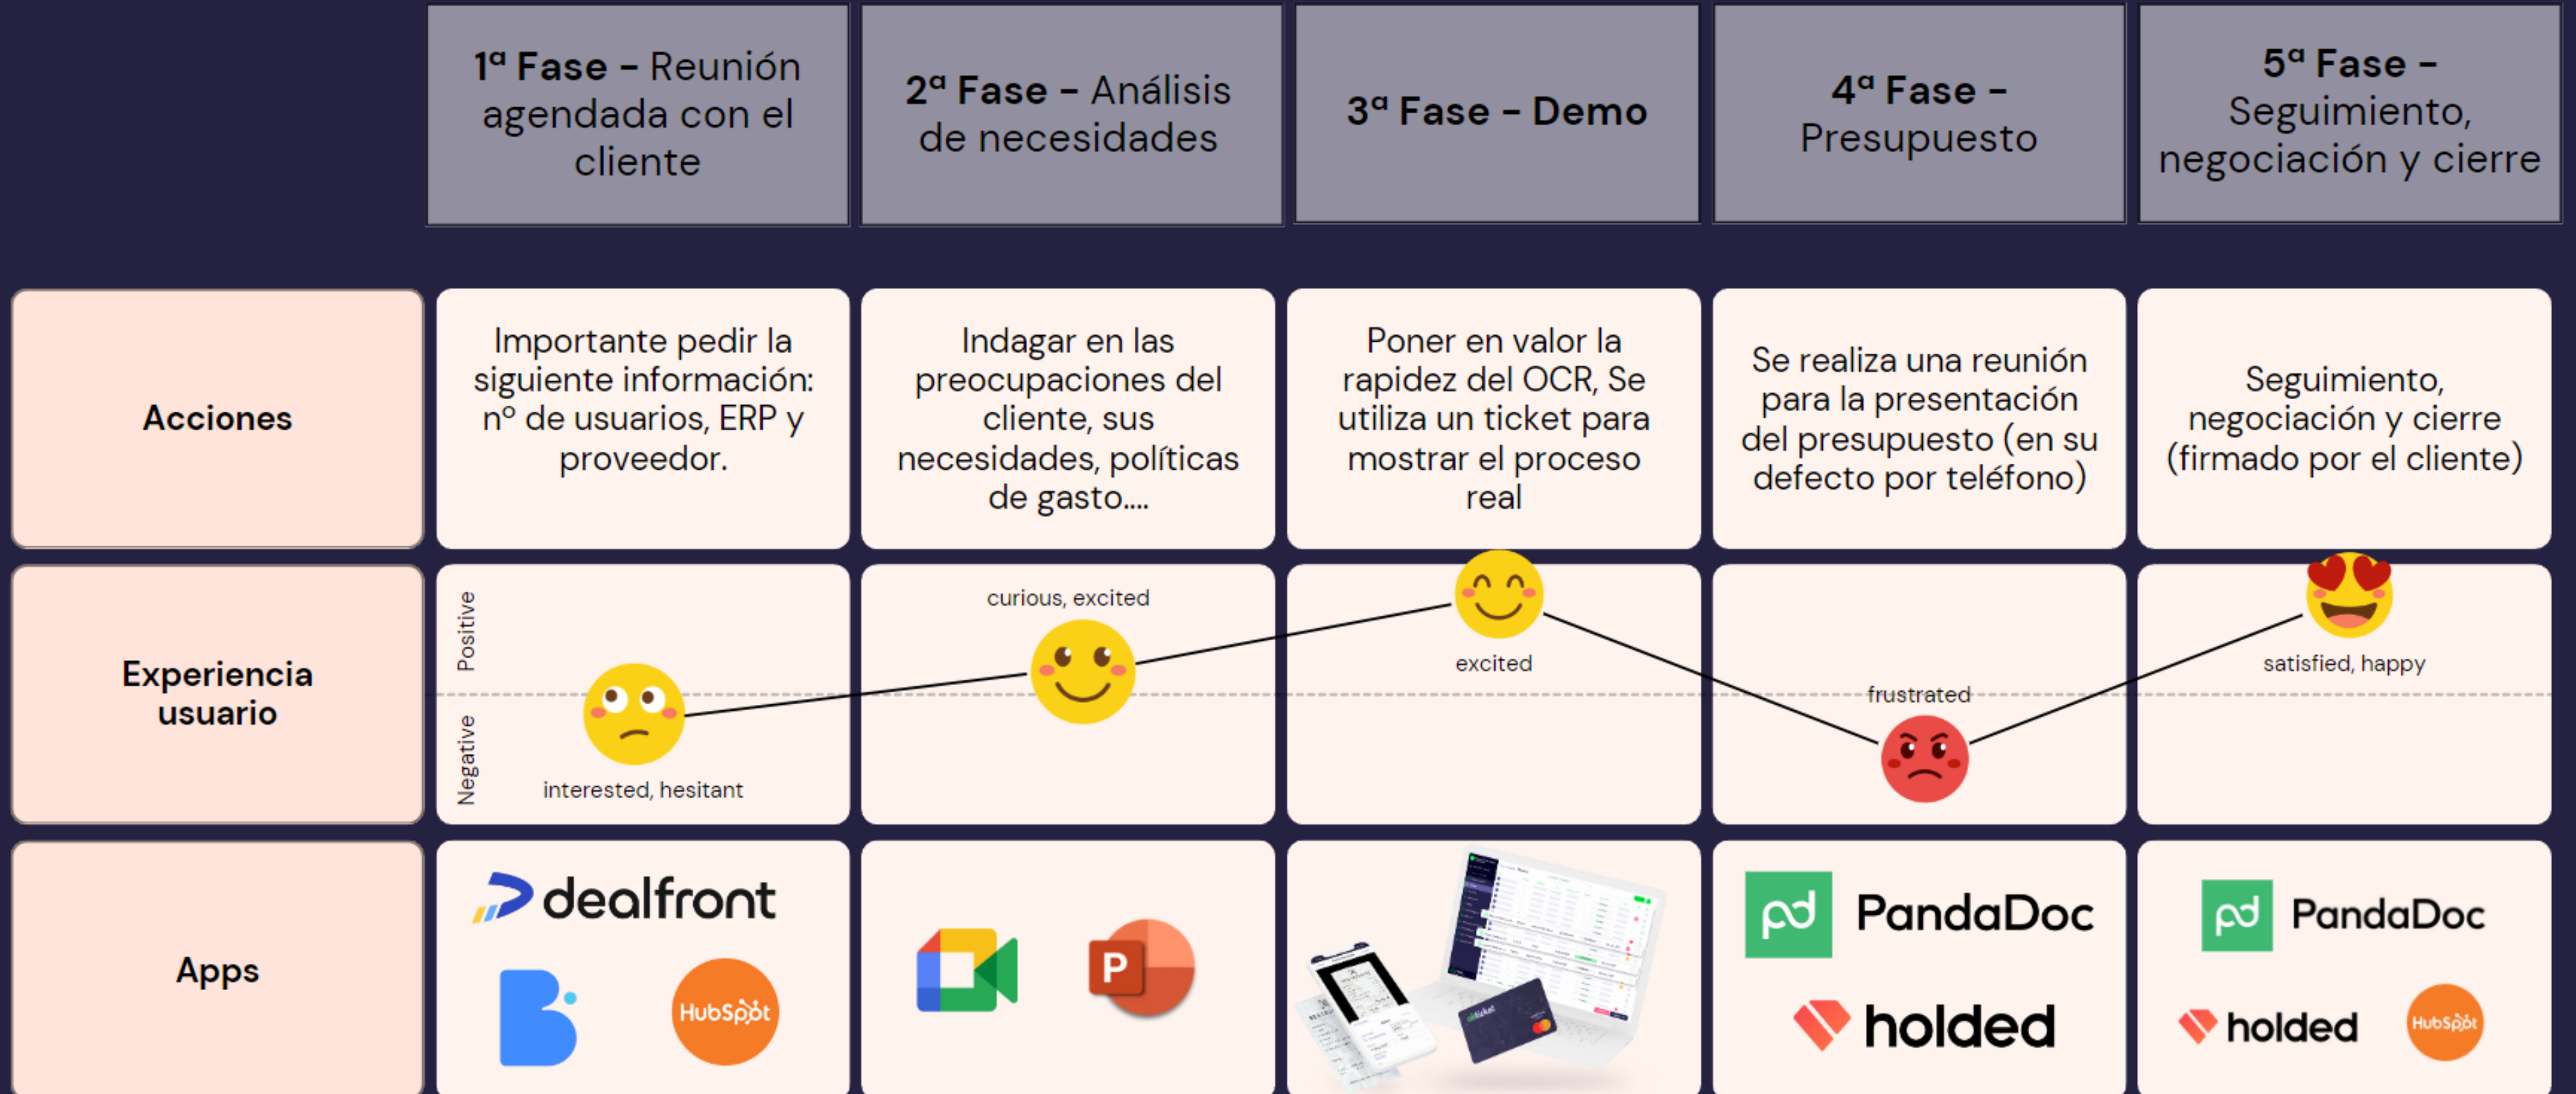 1ª Fase - Reunión
agendada con el
cliente
2ª Fase - Análisis
de necesidades
3ª Fase - Demo
4ª Fase -
Presupuesto
5ª Fase -
Seguimiento,
negociación y cierre
Acciones
Importante pedir la
siguiente información:
nº de usuarios, ERP y
proveedor.
Indagar en las
preocupaciones del
cliente, sus
necesidades, políticas
de gasto....
Poner en valor la
rapidez del OCR, Se
utiliza un ticket para
mostrar el proceso
real
Se realiza una reunión
para la presentación
del presupuesto (en su
defecto por teléfono)
Seguimiento,
negociación y cierre
(firmado por el cliente)
Experiencia
usuario
Positive
Negative
interested, hesitant
curious, excited
excited
frustrated
satisfied, happy
Apps
dealfront
HubSpot
P
okticket
pd PandaDoc
holded
pd PandaDoc
holded
HubSpot